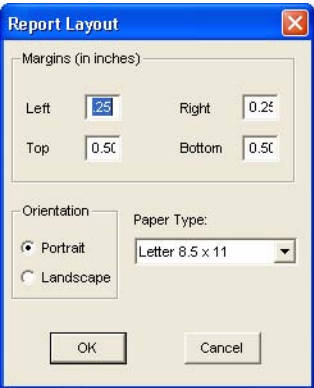 Report Layout
Margins (in inches)
Left .25 Right 0.25
Top 0.50 Bottom 0.50
Orientation
Paper Type:
Portrait
Letter 8.5 x 11
Landscape
OK Cancel